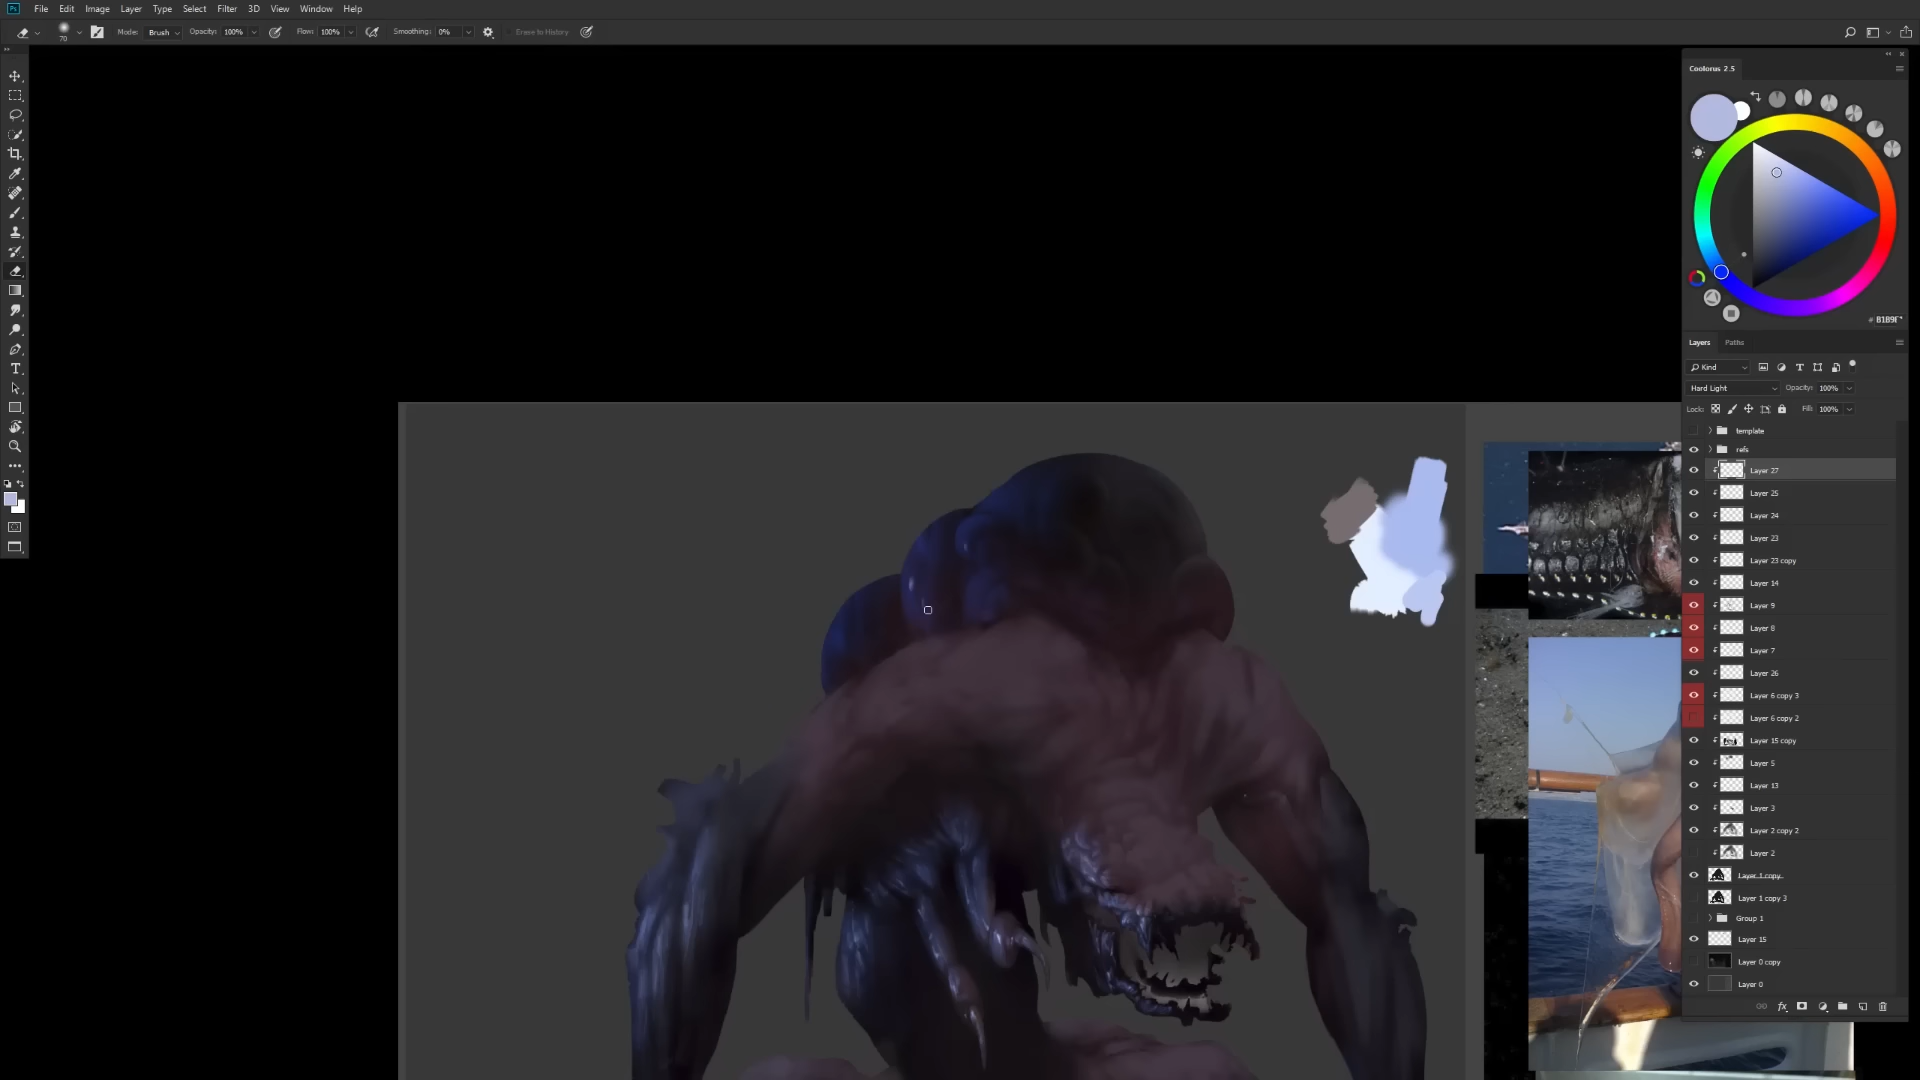 Ps File Edit Image Layer Type Select Filter 3D View Window Help
70 Mode: Brush Opacity: 100% Flow: 100% Smoothing: 0% Erase to History
Coolorus 2.5
# B1B9E
Layers Paths
Kind
Hard Light Opacity: 100%
Lock: Fill: 100%
template
refs
Layer 27
Layer 25
Layer 24
Layer 23
Layer 23 copy
Layer 14
Layer 9
Layer 8
Layer 7
Layer 26
Layer 6 copy 3
Layer 6 copy 2
Layer 15 copy
Layer 5
Layer 13
Layer 3
Layer 2 copy 2
Layer 2
Layer 1 copy
Layer 1 copy 3
Group 1
Layer 15
Layer 0 copy
Layer 0
fx